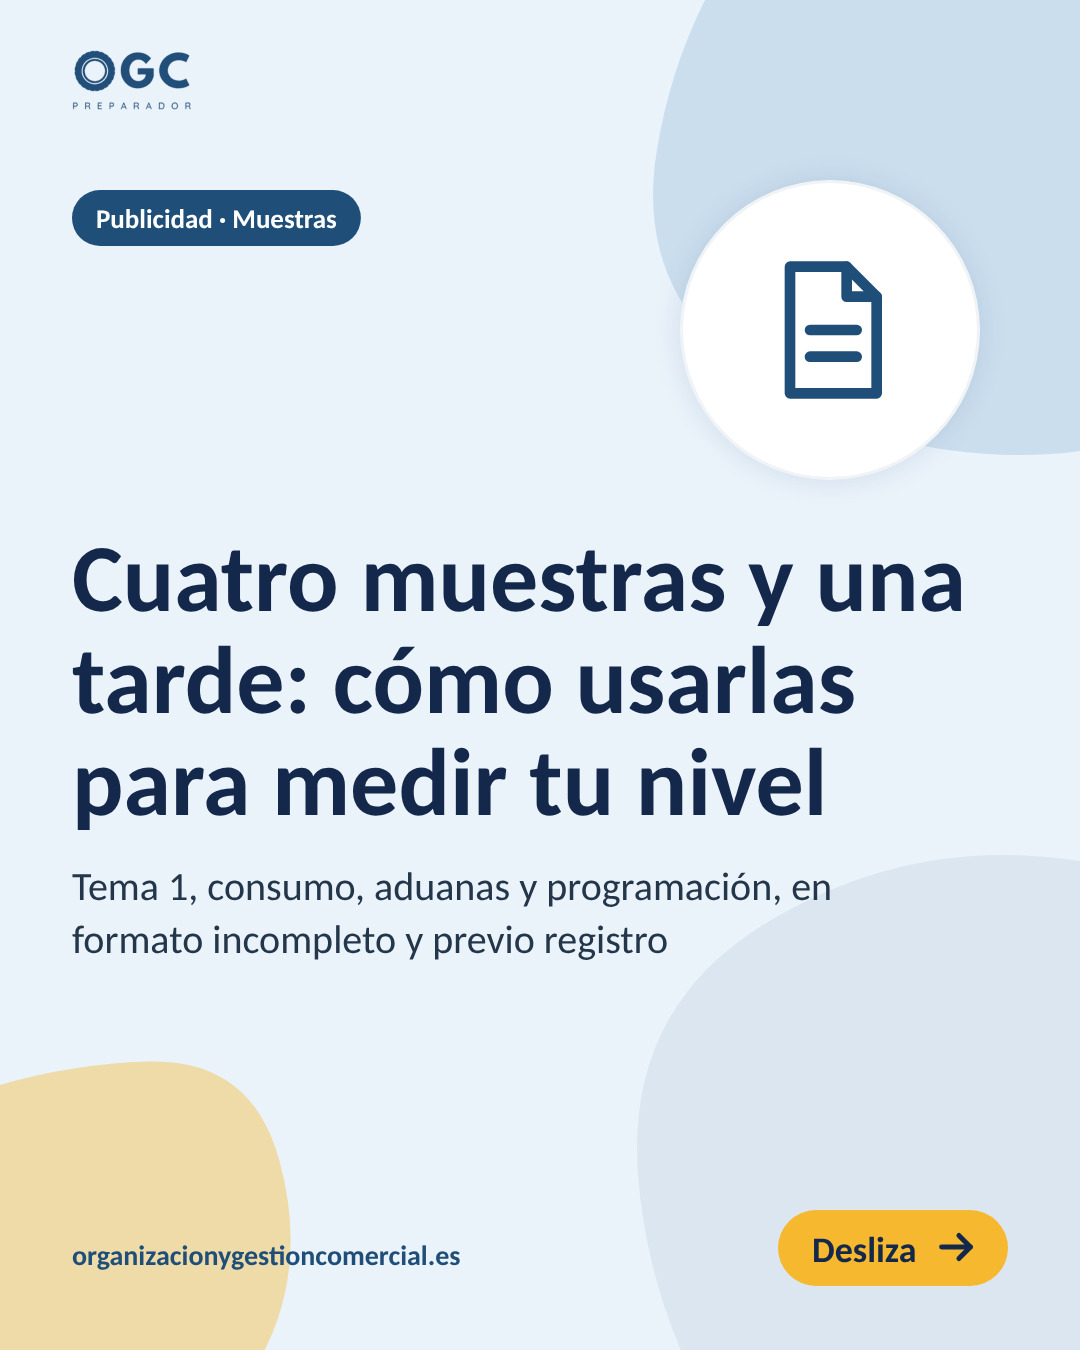 OGC
PREPARADOR
Publicidad · Muestras
Cuatro muestras y una
tarde: cómo usarlas
para medir tu nivel
Tema 1, consumo, aduanas y programación, en
formato incompleto y previo registro
organizacionygestioncomercial.es
Desliza →